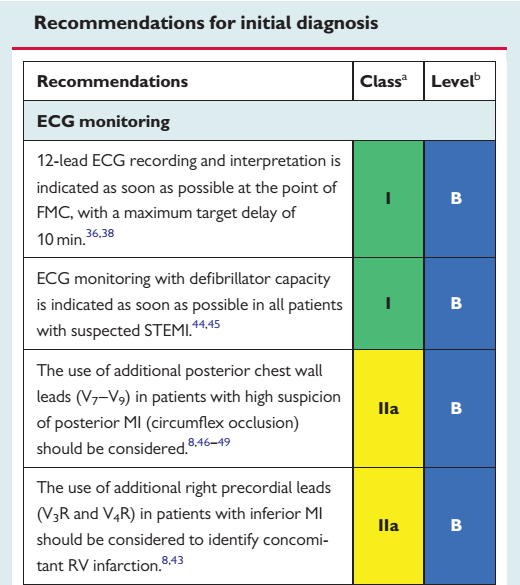 Recommendations for initial diagnosis
Recommendations Classᵃ Levelᵇ
ECG monitoring
12-lead ECG recording and interpretation is
indicated as soon as possible at the point of
FMC, with a maximum target delay of
10 min.³⁶,³⁸
I B
ECG monitoring with defibrillator capacity
is indicated as soon as possible in all patients
with suspected STEMI.⁴⁴,⁴⁵
I B
The use of additional posterior chest wall
leads (V₇–V₉) in patients with high suspicion
of posterior MI (circumflex occlusion)
should be considered.⁸,⁴⁶–⁴⁹
IIa B
The use of additional right precordial leads
(V₃R and V₄R) in patients with inferior MI
should be considered to identify concomi-
tant RV infarction.⁸,⁴³
IIa B